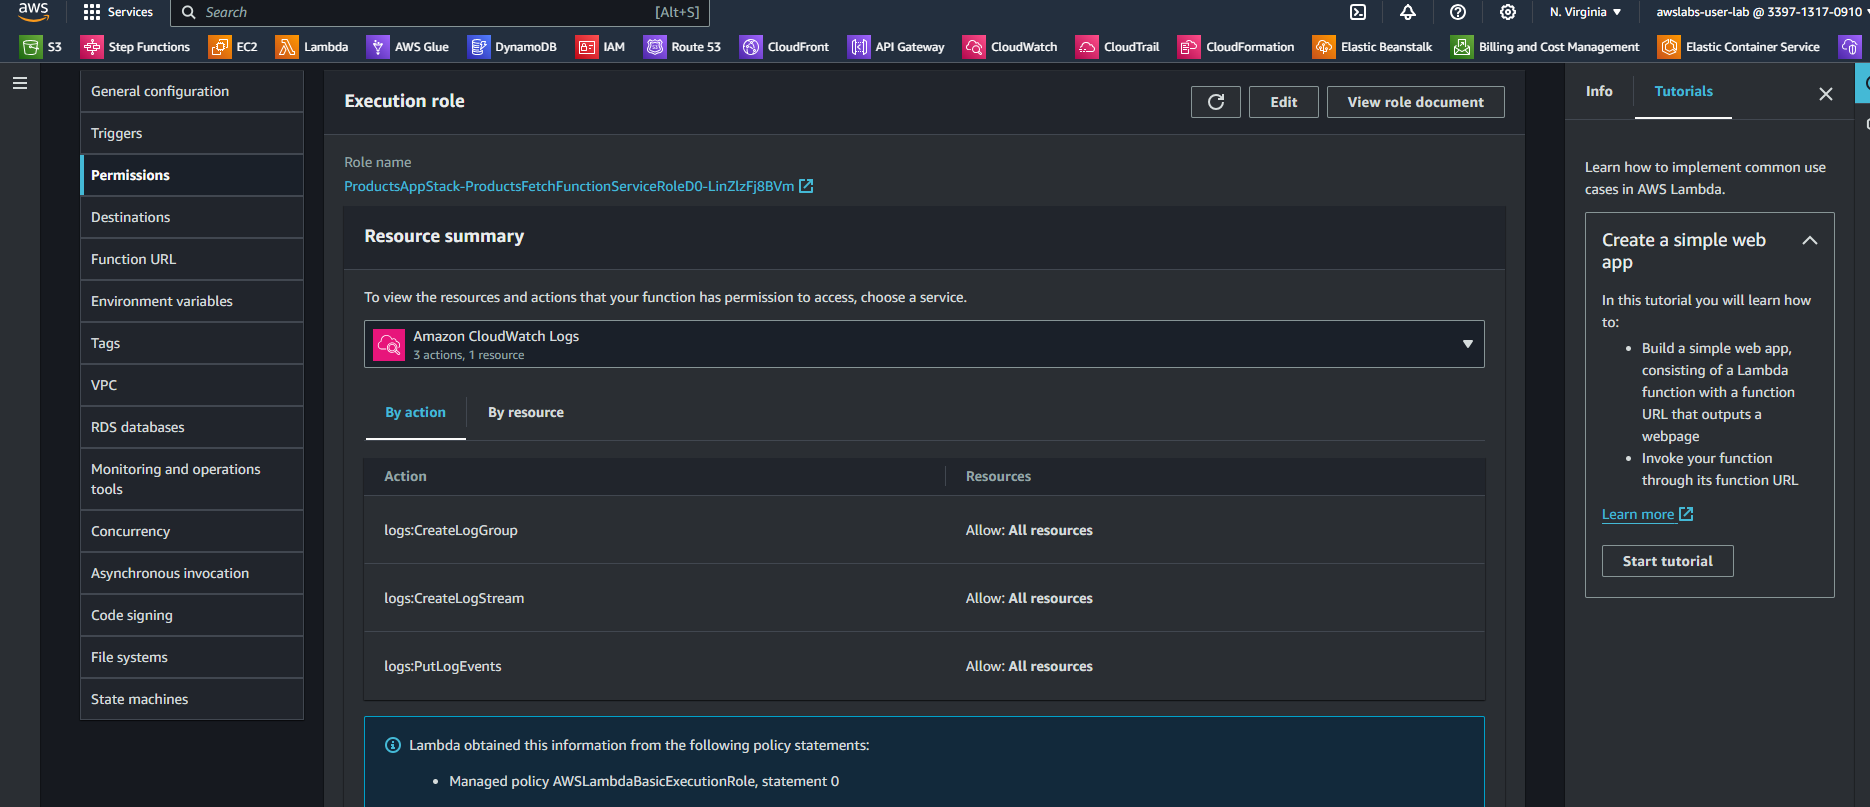 aws
Services
Search
[Alt+S]
N. Virginia
awslabs-user-lab @ 3397-1317-0910
S3
Step Functions
EC2
Lambda
AWS Glue
DynamoDB
IAM
Route 53
CloudFront
API Gateway
CloudWatch
CloudTrail
CloudFormation
Elastic Beanstalk
Billing and Cost Management
Elastic Container Service
General configuration
Triggers
Permissions
Destinations
Function URL
Environment variables
Tags
VPC
RDS databases
Monitoring and operations
tools
Concurrency
Asynchronous invocation
Code signing
File systems
State machines
Execution role
Edit
View role document
Role name
ProductsAppStack-ProductsFetchFunctionServiceRoleD0-LinZlzFj8BVm
Resource summary
To view the resources and actions that your function has permission to access, choose a service.
Amazon CloudWatch Logs
3 actions, 1 resource
By action
By resource
Action
Resources
logs:CreateLogGroup
Allow: All resources
logs:CreateLogStream
Allow: All resources
logs:PutLogEvents
Allow: All resources
Lambda obtained this information from the following policy statements:
• Managed policy AWSLambdaBasicExecutionRole, statement 0
Info
Tutorials
Learn how to implement common use
cases in AWS Lambda.
Create a simple web
app
In this tutorial you will learn how
to:
• Build a simple web app,
consisting of a Lambda
function with a function
URL that outputs a
webpage
• Invoke your function
through its function URL
Learn more
Start tutorial